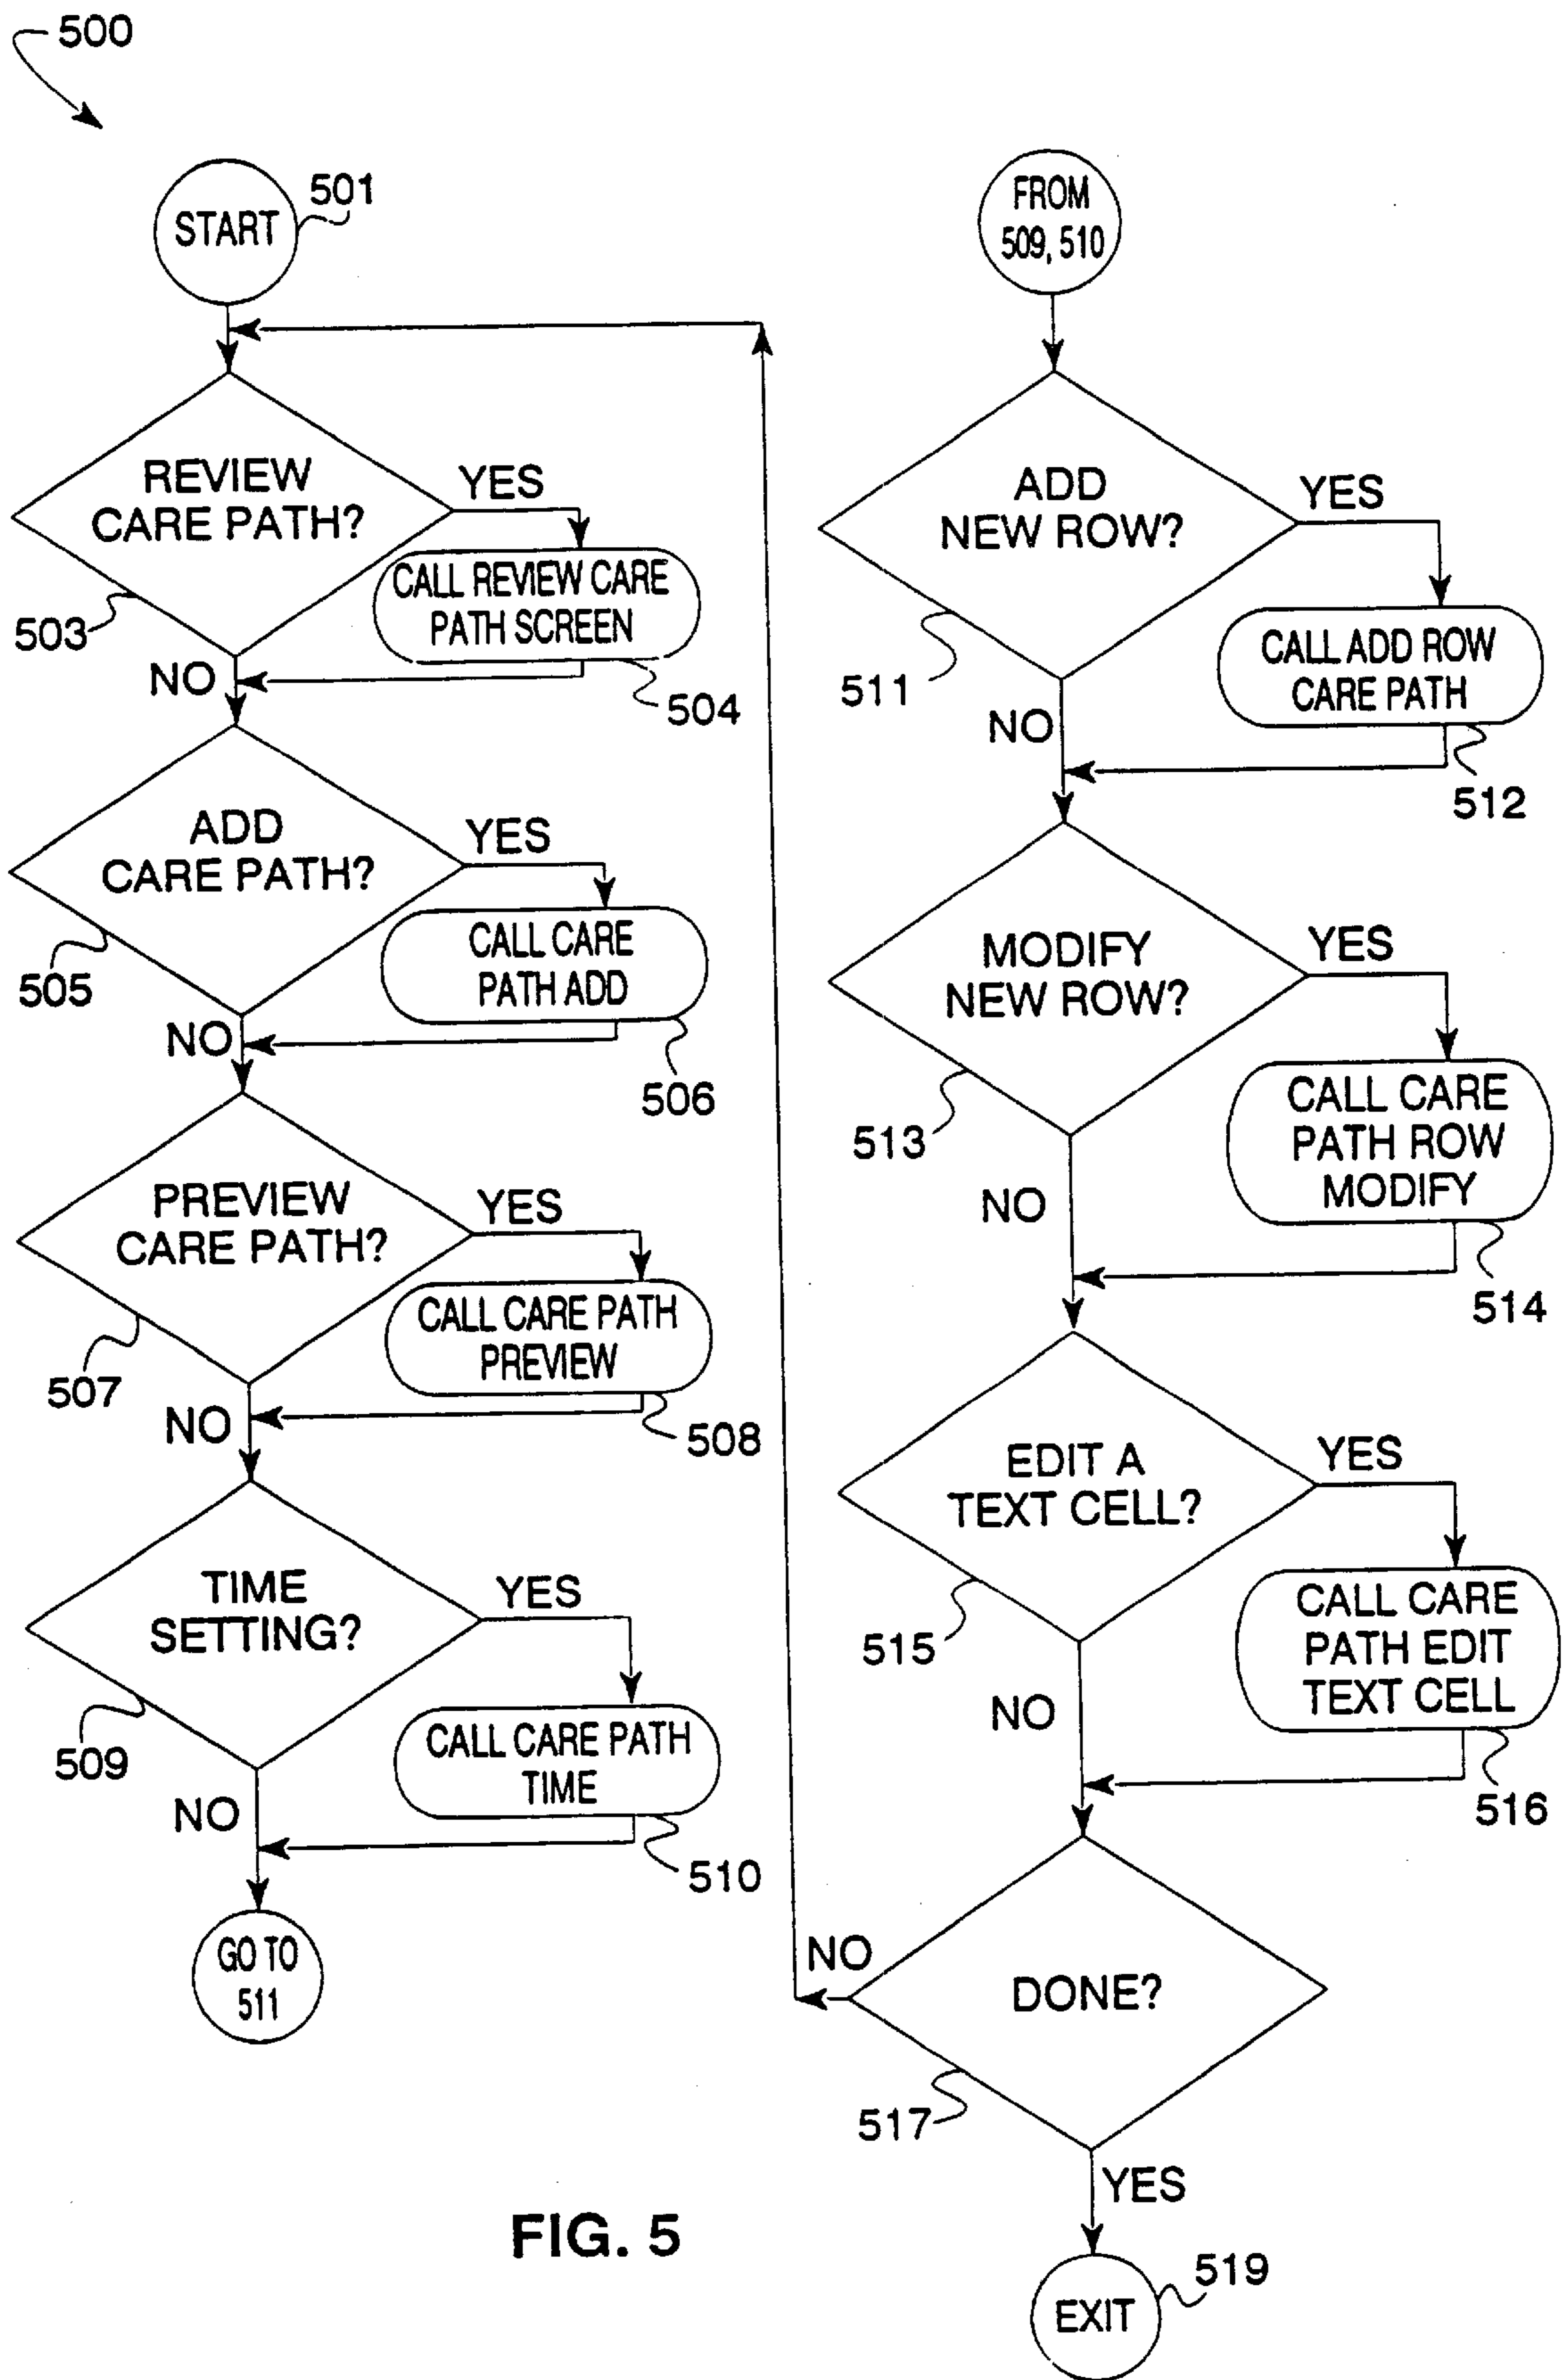 500
START
501
REVIEW
CARE PATH?
YES
CALL REVIEW CARE
PATH SCREEN
503
NO
504
ADD
CARE PATH?
YES
CALL CARE
PATH ADD
505
NO
506
PREVIEW
CARE PATH?
YES
CALL CARE PATH
PREVIEW
507
NO
508
TIME
SETTING?
YES
CALL CARE PATH
TIME
509
NO
510
GO TO
511
FROM
509, 510
ADD
NEW ROW?
YES
CALL ADD ROW
CARE PATH
511
NO
512
MODIFY
NEW ROW?
YES
CALL CARE
PATH ROW
MODIFY
513
NO
514
EDIT A
TEXT CELL?
YES
CALL CARE
PATH EDIT
TEXT CELL
515
NO
516
NO
DONE?
517
YES
EXIT
519
FIG. 5